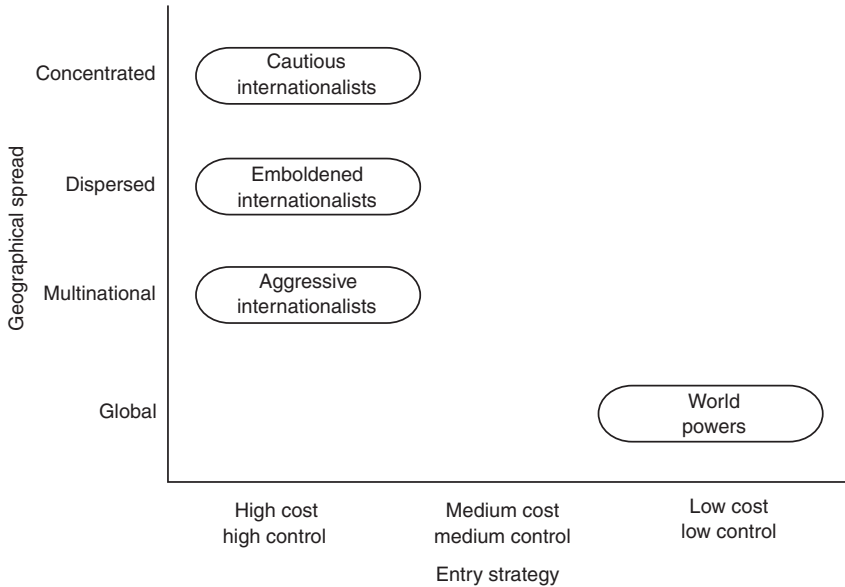 Geographical spread
Concentrated
Cautious
internationalists
Dispersed
Emboldened
internationalists
Multinational
Aggressive
internationalists
Global
World
powers
High cost
high control
Medium cost
medium control
Low cost
low control
Entry strategy